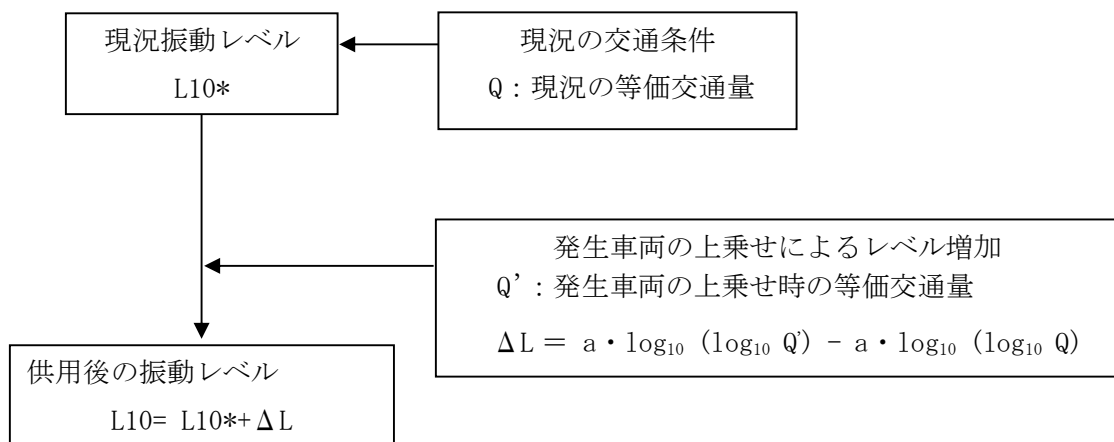 現況振動レベル
L10*
現況の交通条件
Q：現況の等価交通量
発生車両の上乗せによるレベル増加
Q’：発生車両の上乗せ時の等価交通量
ΔL＝ a・log₁₀ (log₁₀ Q’) － a・log₁₀ (log₁₀ Q)
供用後の振動レベル
L10= L10*+ΔL